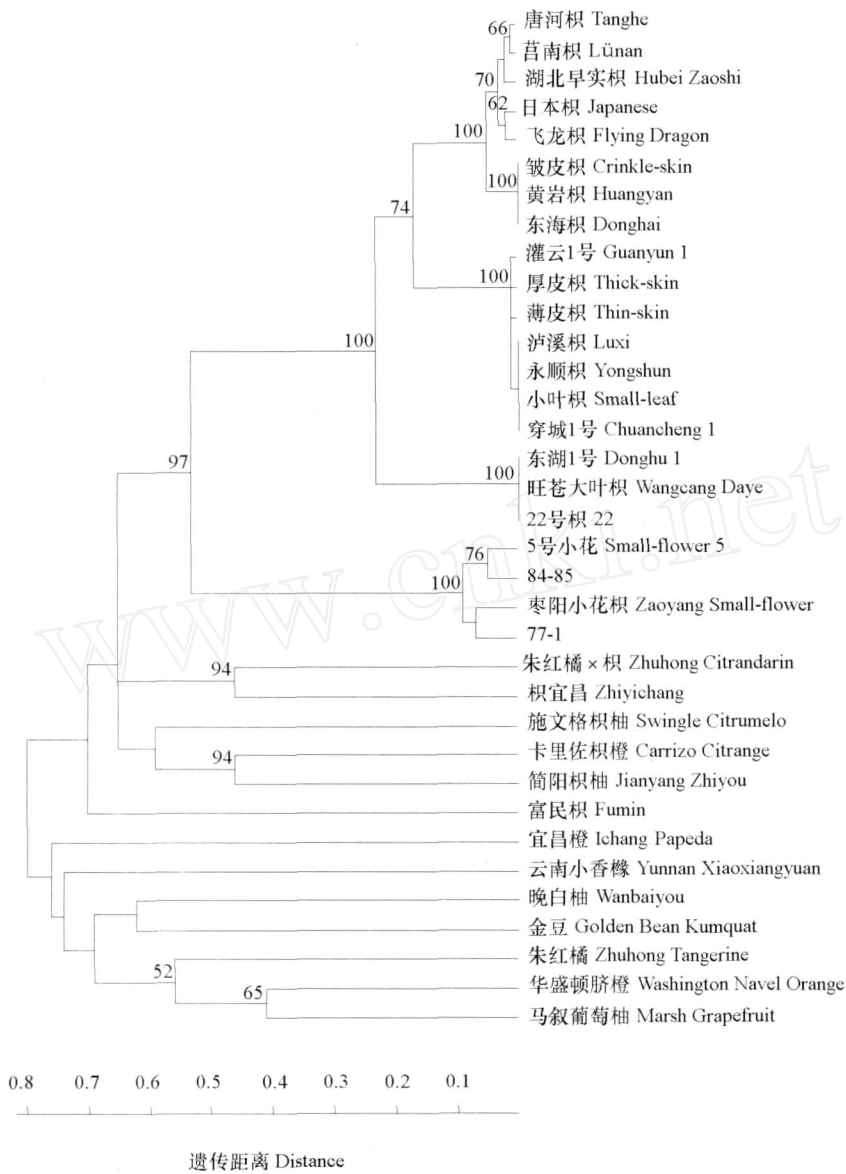 唐河枳 Tanghe
莒南枳 Lünan
湖北早实枳 Hubei Zaoshi
日本枳 Japanese
飞龙枳 Flying Dragon
皱皮枳 Crinkle-skin
黄岩枳 Huangyan
东海枳 Donghai
灌云1号 Guanyun 1
厚皮枳 Thick-skin
薄皮枳 Thin-skin
泸溪枳 Luxi
永顺枳 Yongshun
小叶枳 Small-leaf
穿城1号 Chuancheng 1
东湖1号 Donghu 1
旺苍大叶枳 Wangcang Daye
22号枳 22
5号小花 Small-flower 5
84-85
枣阳小花枳 Zaoyang Small-flower
77-1
朱红橘×枳 Zhuhong Citrandarin
枳宜昌 Zhiyichang
施文格枳柚 Swingle Citrumelo
卡里佐枳橙 Carrizo Citrange
简阳枳柚 Jianyang Zhiyou
富民枳 Fumin
宜昌橙 Ichang Papeda
云南小香橼 Yunnan Xiaoxiangyuan
晚白柚 Wanbaiyou
金豆 Golden Bean Kumquat
朱红橘 Zhuhong Tangerine
华盛顿脐橙 Washington Navel Orange
马叙葡萄柚 Marsh Grapefruit
66
70
62
100
100
74
100
100
100
97
76
100
94
94
52
65
0.8 0.7 0.6 0.5 0.4 0.3 0.2 0.1
遗传距离 Distance
www.cnki.net